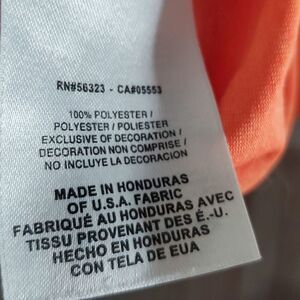 RN#56323 - CA#05553
100% POLYESTER /
POLYESTER / POLIESTER
EXCLUSIVE OF DECORATION /
DECORATION NON COMPRISE /
NO INCLUYE LA DECORACION
MADE IN HONDURAS
OF U.S.A. FABRIC
FABRIQUÉ AU HONDURAS AVEC
TISSU PROVENANT DES É.-U.
HECHO EN HONDURAS
CON TELA DE EUA